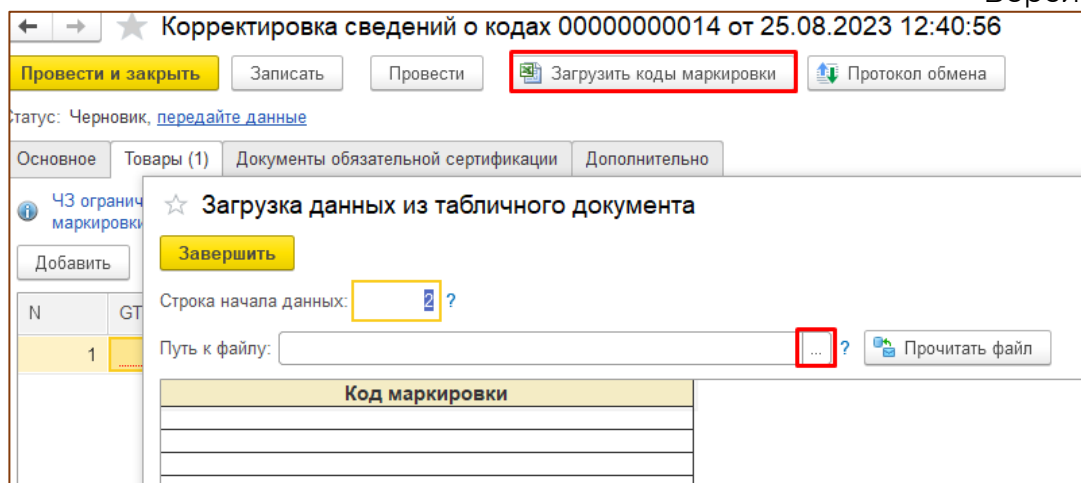 Корректировка сведений о кодах 00000000014 от 25.08.2023 12:40:56
Провести и закрыть Записать Провести Загрузить коды маркировки Протокол обмена
Статус: Черновик, передайте данные
Основное Товары (1) Документы обязательной сертификации Дополнительно
ЧЗ
Загрузка данных из табличного документа
Добавить Завершить
Строка начала данных: 2 ?
N
1 Путь к файлу: ... ? Прочитать файл
Код маркировки